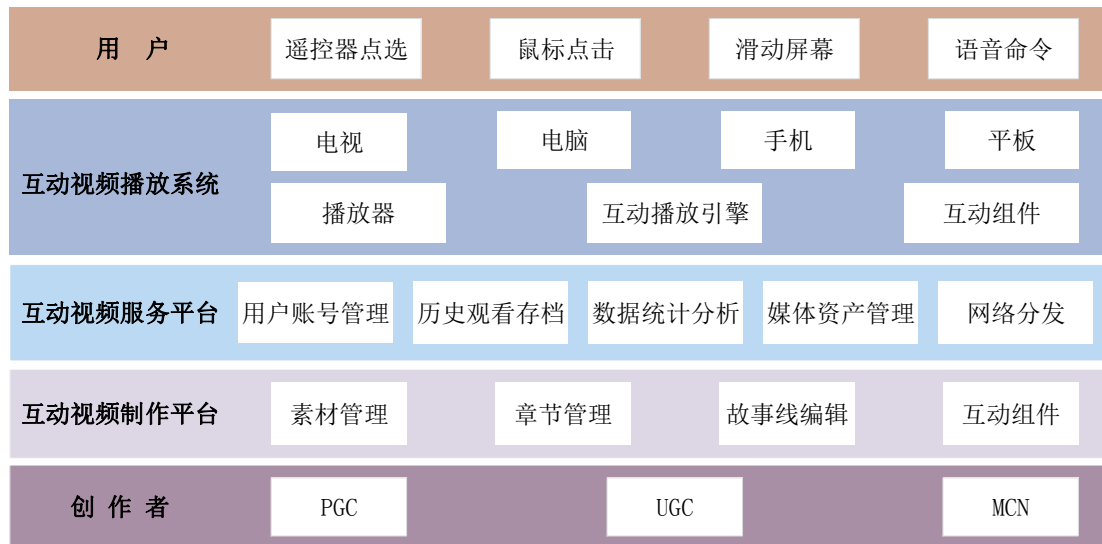 用 户 遥控器点选 鼠标点击 滑动屏幕 语音命令
电视 电脑 手机 平板
互动视频播放系统
播放器 互动播放引擎 互动组件
互动视频服务平台 用户账号管理 历史观看存档 数据统计分析 媒体资产管理 网络分发
互动视频制作平台 素材管理 章节管理 故事线编辑 互动组件
创 作 者 PGC UGC MCN